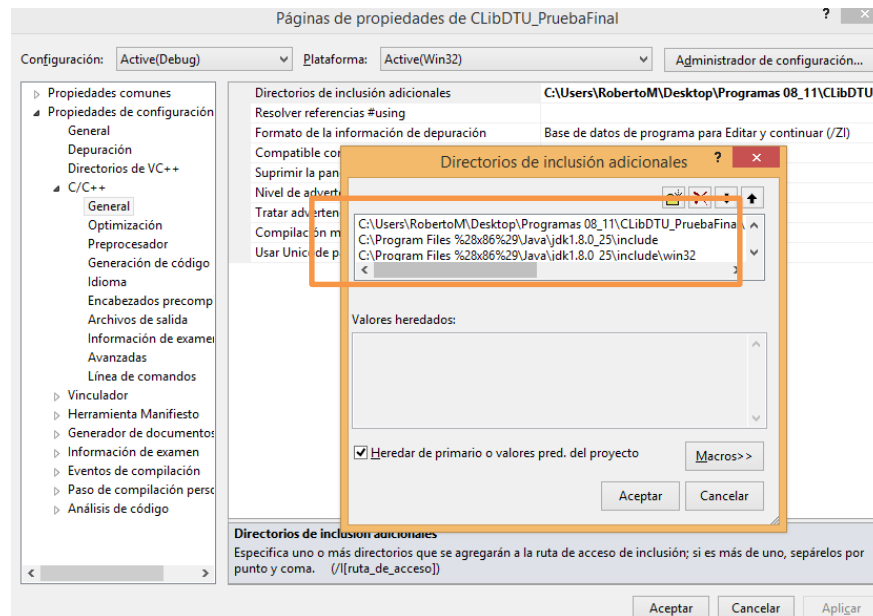 Páginas de propiedades de CLibDTU_PruebaFinal
Configuración: Active(Debug) Plataforma: Active(Win32) Administrador de configuración...
Propiedades comunes
Propiedades de configuración
General
Depuración
Directorios de VC++
C/C++
General
Optimización
Preprocesador
Generación de código
Idioma
Encabezados precomp
Archivos de salida
Información de examen
Avanzadas
Línea de comandos
Vinculador
Herramienta Manifiesto
Generador de documentos
Información de examen
Eventos de compilación
Paso de compilación perso
Análisis de código
Directorios de inclusión adicionales C:\Users\RobertoM\Desktop\Programas 08_11\CLibDTU
Resolver referencias #using
Formato de la información de depuración Base de datos de programa para Editar y continuar (/ZI)
Compatible con
Suprimir la pan
Nivel de adverte
Tratar adverten
Compilación m
Usar Unicode p
Directorios de inclusión adicionales
C:\Users\RobertoM\Desktop\Programas 08_11\CLibDTU_PruebaFinal\
C:\Program Files %28x86%29\Java\jdk1.8.0_25\include
C:\Program Files %28x86%29\Java\jdk1.8.0_25\include\win32
Valores heredados:
Heredar de primario o valores pred. del proyecto
Macros>>
Aceptar Cancelar
Directorios de inclusión adicionales
Especifica uno o más directorios que se agregarán a la ruta de acceso de inclusión; si es más de uno, sepárelos por
punto y coma. (/I[ruta_de_acceso])
Aceptar Cancelar Aplicar